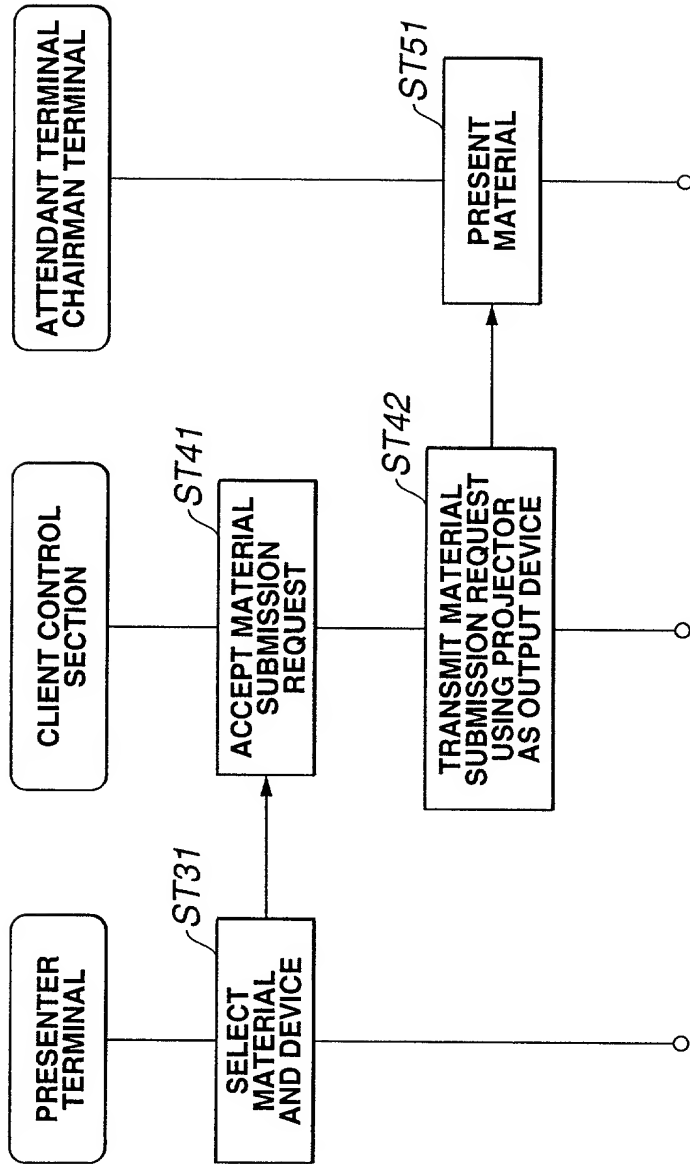 PRESENTER
TERMINAL
CLIENT CONTROL
SECTION
ATTENDANT TERMINAL
CHAIRMAN TERMINAL
ST31
SELECT
MATERIAL
AND DEVICE
ST41
ACCEPT MATERIAL
SUBMISSION
REQUEST
ST42
TRANSMIT MATERIAL
SUBMISSION REQUEST
USING PROJECTOR
AS OUTPUT DEVICE
ST51
PRESENT
MATERIAL